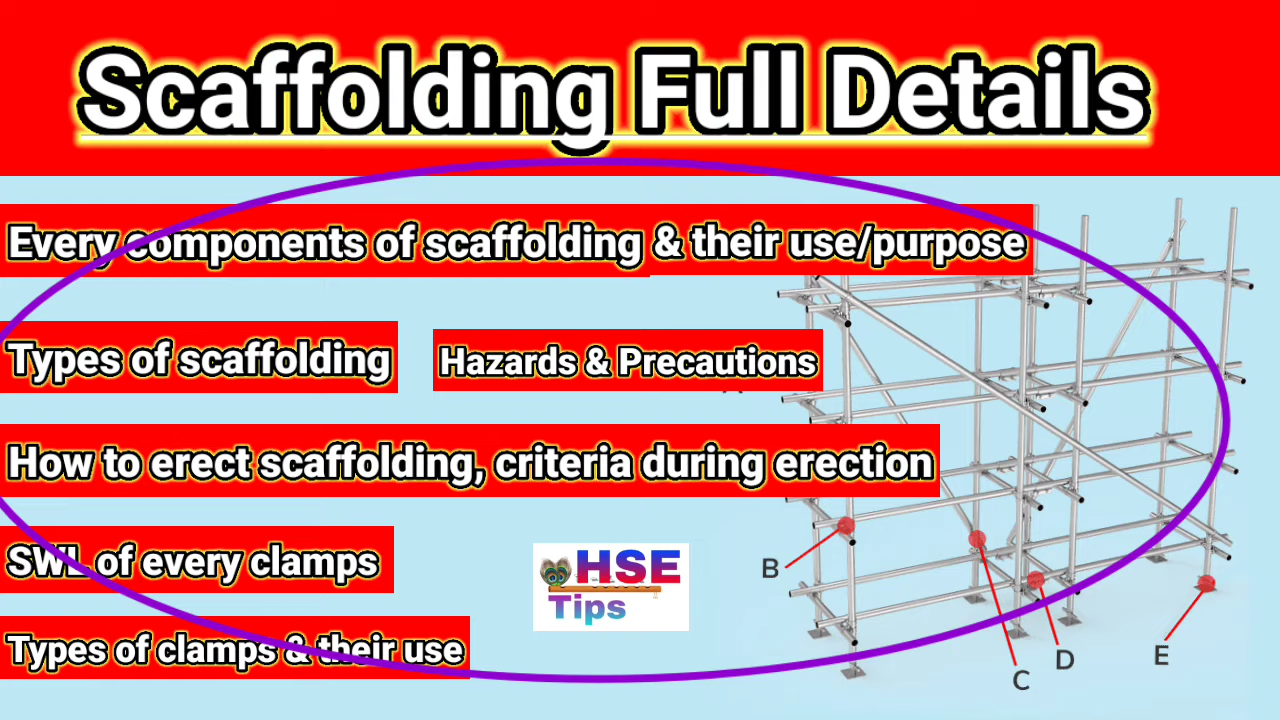 Scaffolding Full Details
Every components of scaffolding & their use/purpose
Types of scaffolding
Hazards & Precautions
How to erect scaffolding, criteria during erection
SWL of every clamps
HSE
Tips
Types of clamps & their use
B
C
D
E